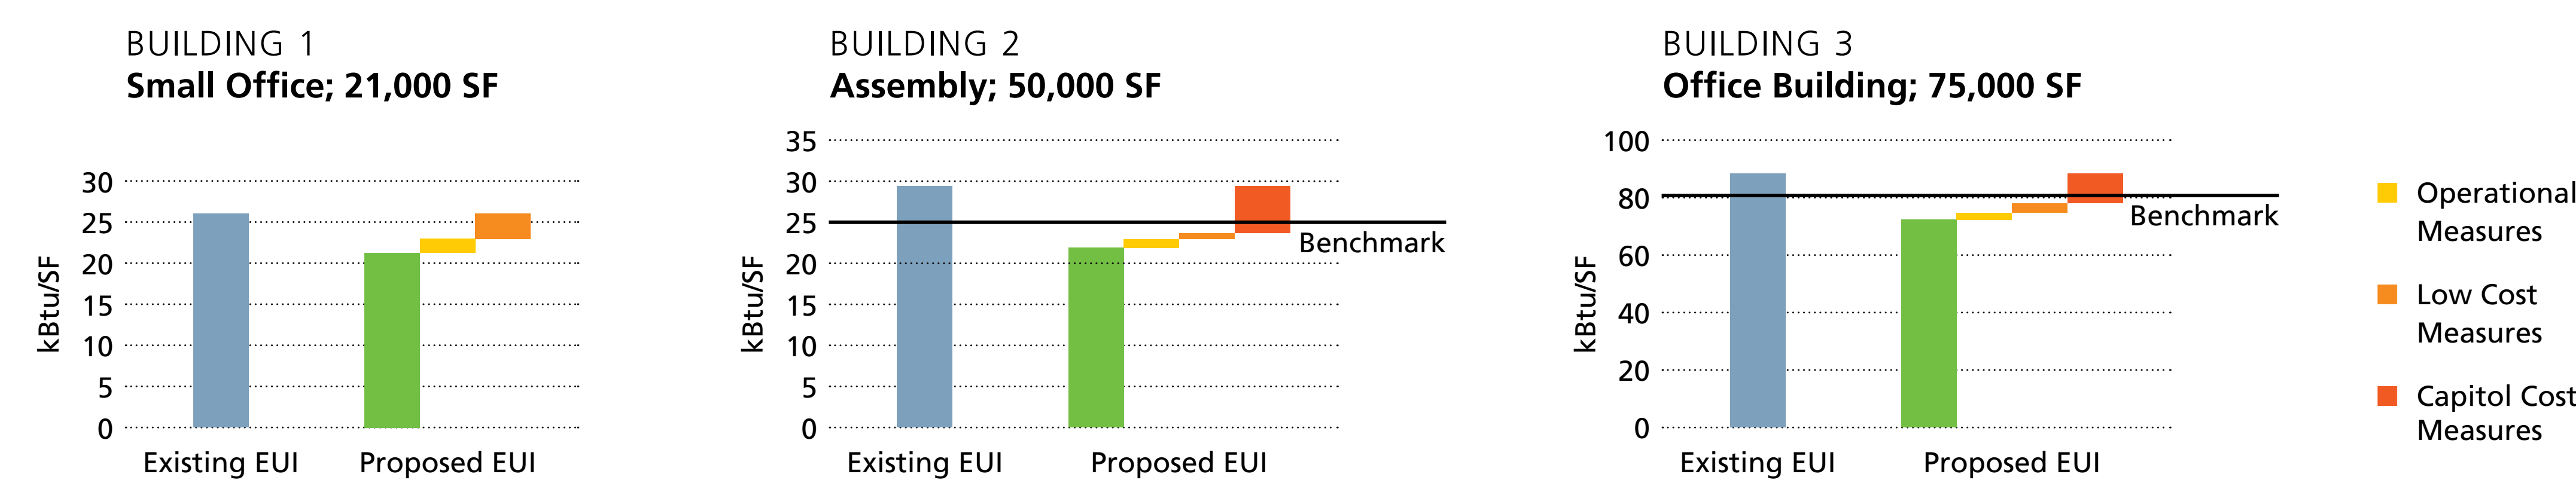 BUILDING 1
Small Office; 21,000 SF
30
25
20
15
10
5
0
kBtu/SF
Existing EUI
Proposed EUI
BUILDING 2
Assembly; 50,000 SF
35
30
25
20
15
10
5
0
kBtu/SF
Benchmark
Existing EUI
Proposed EUI
BUILDING 3
Office Building; 75,000 SF
100
80
60
40
20
0
kBtu/SF
Benchmark
Existing EUI
Proposed EUI
Operational
Measures
Low Cost
Measures
Capitol Cost
Measures